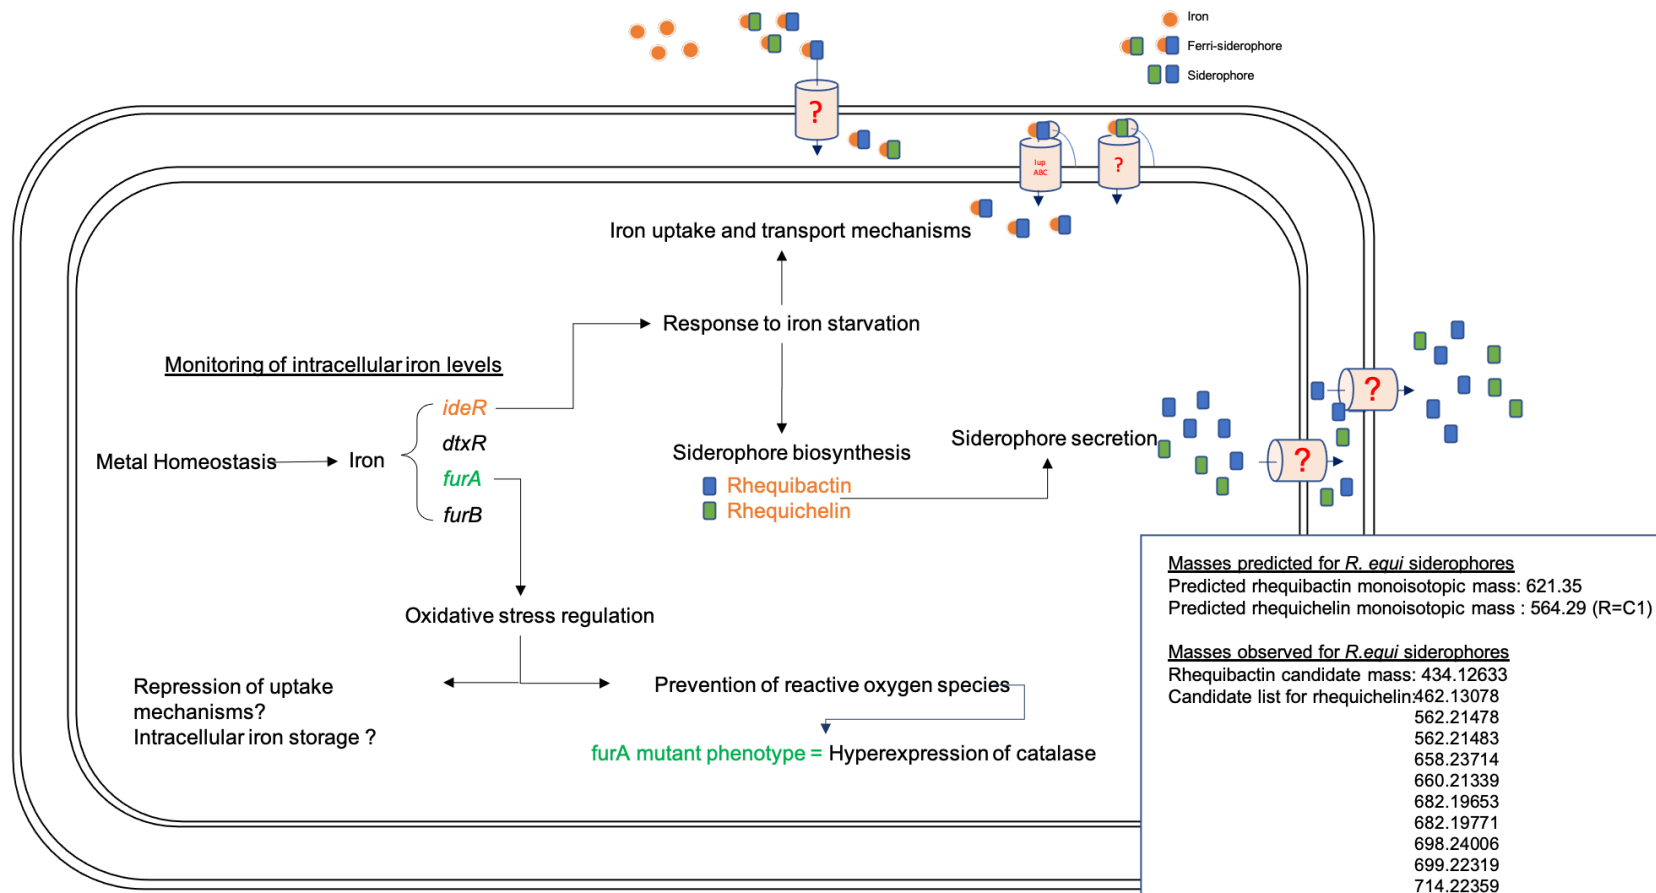 Iron
Ferri-siderophore
Siderophore
?
Iup
ABC
?
Iron uptake and transport mechanisms
Response to iron starvation
Monitoring of intracellular iron levels
ideR
dtxR
Metal Homeostasis
Iron
furA
furB
Siderophore biosynthesis
Rhequibactin
Rhequichelin
Siderophore secretion
?
?
Oxidative stress regulation
Repression of uptake
mechanisms?
Intracellular iron storage ?
Prevention of reactive oxygen species
furA mutant phenotype = Hyperexpression of catalase
Masses predicted for R. equi siderophores
Predicted rhequibactin monoisotopic mass: 621.35
Predicted rhequichelin monoisotopic mass : 564.29 (R=C1)
Masses observed for R.equi siderophores
Rhequibactin candidate mass: 434.12633
Candidate list for rhequichelin:462.13078
562.21478
562.21483
658.23714
660.21339
682.19653
682.19771
698.24006
699.22319
714.22359